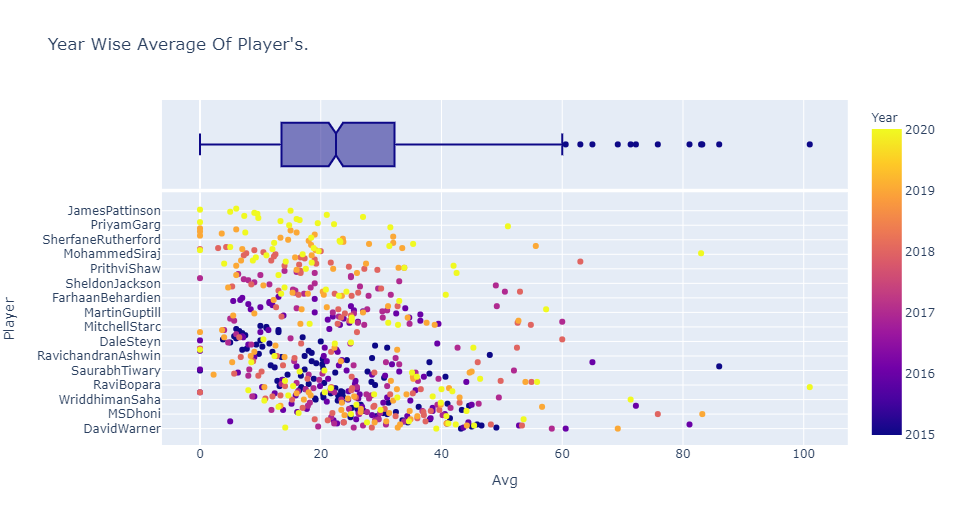 Year Wise Average Of Player's.
Year
2020
2019
2018
2017
2016
2015
Player
JamesPattinson
PriyamGarg
SherfaneRutherford
MohammedSiraj
PrithviShaw
SheldonJackson
FarhaanBehardien
MartinGuptill
MitchellStarc
DaleSteyn
RavichandranAshwin
SaurabhTiwary
RaviBopara
WriddhimanSaha
MSDhoni
DavidWarner
0 20 40 60 80 100
Avg